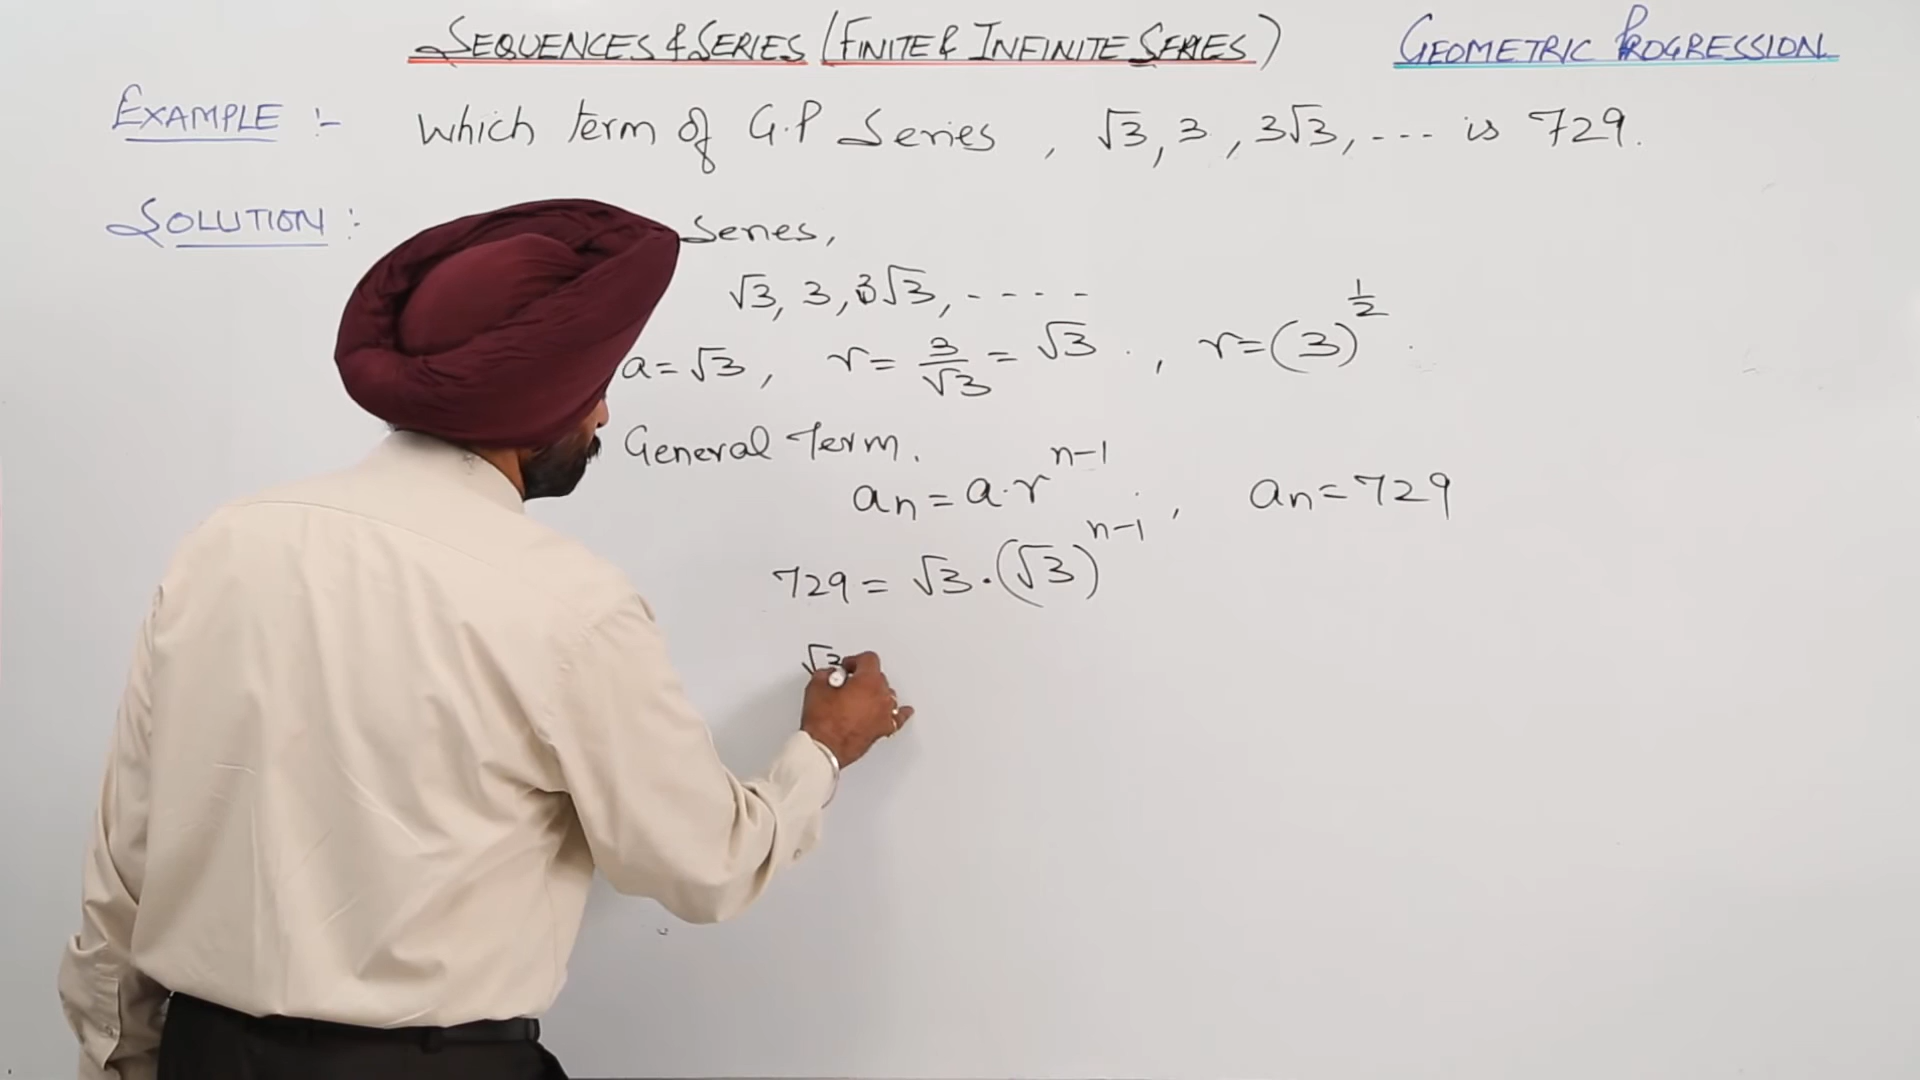 SEQUENCES & SERIES (FINITE & INFINITE SERIES) GEOMETRIC PROGRESSION
EXAMPLE :- Which term of G.P Series , √3, 3, 3√3, --- is 729.
SOLUTION :- Series,
√3, 3, 3√3, - - - -
a = √3, r = 3/√3 = √3 . , r = (3)^(1/2) .
General Term.
an = a·r^(n-1) , an = 729
729 = √3 · (√3)^(n-1)
√3